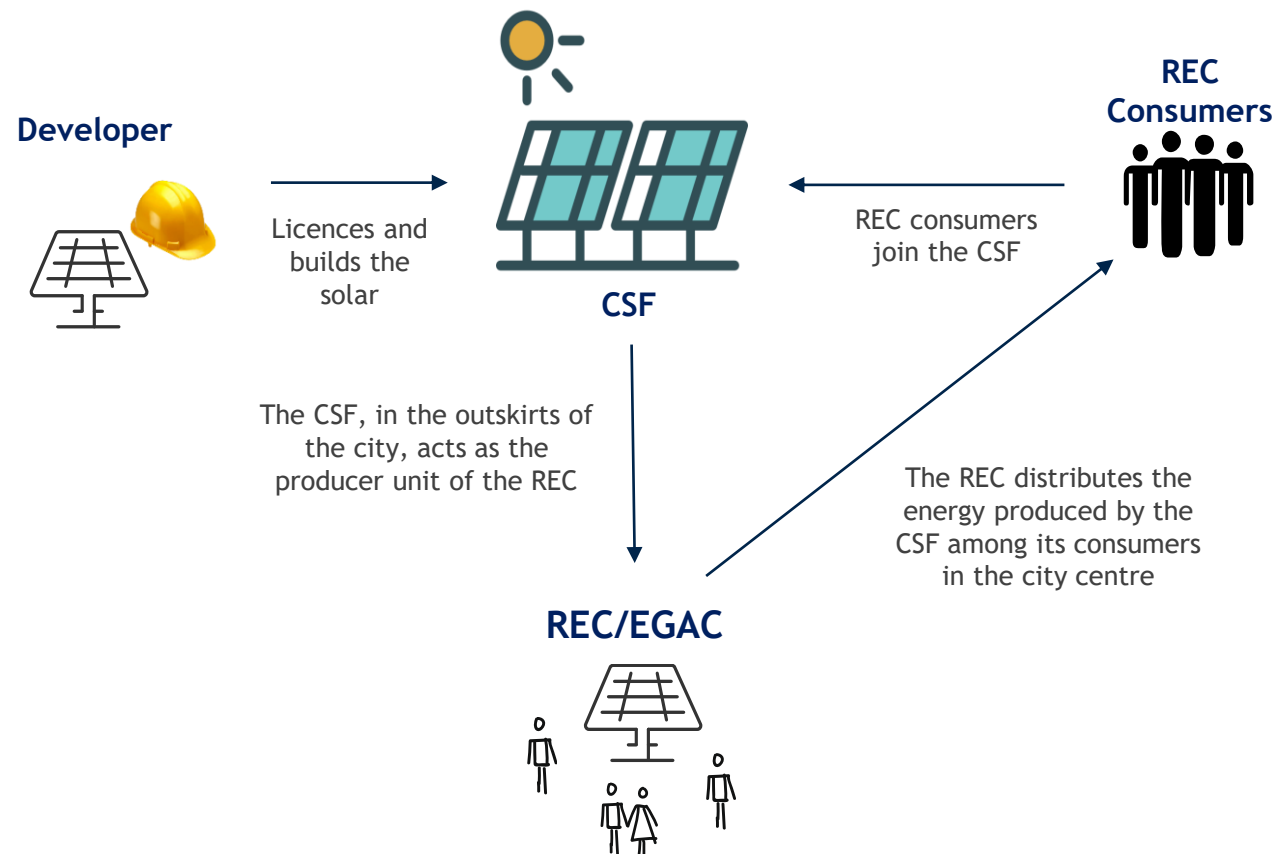 Developer
Licences and
builds the
solar
CSF
REC
Consumers
REC consumers
join the CSF
The CSF, in the outskirts of
the city, acts as the
producer unit of the REC
The REC distributes the
energy produced by the
CSF among its consumers
in the city centre
REC/EGAC